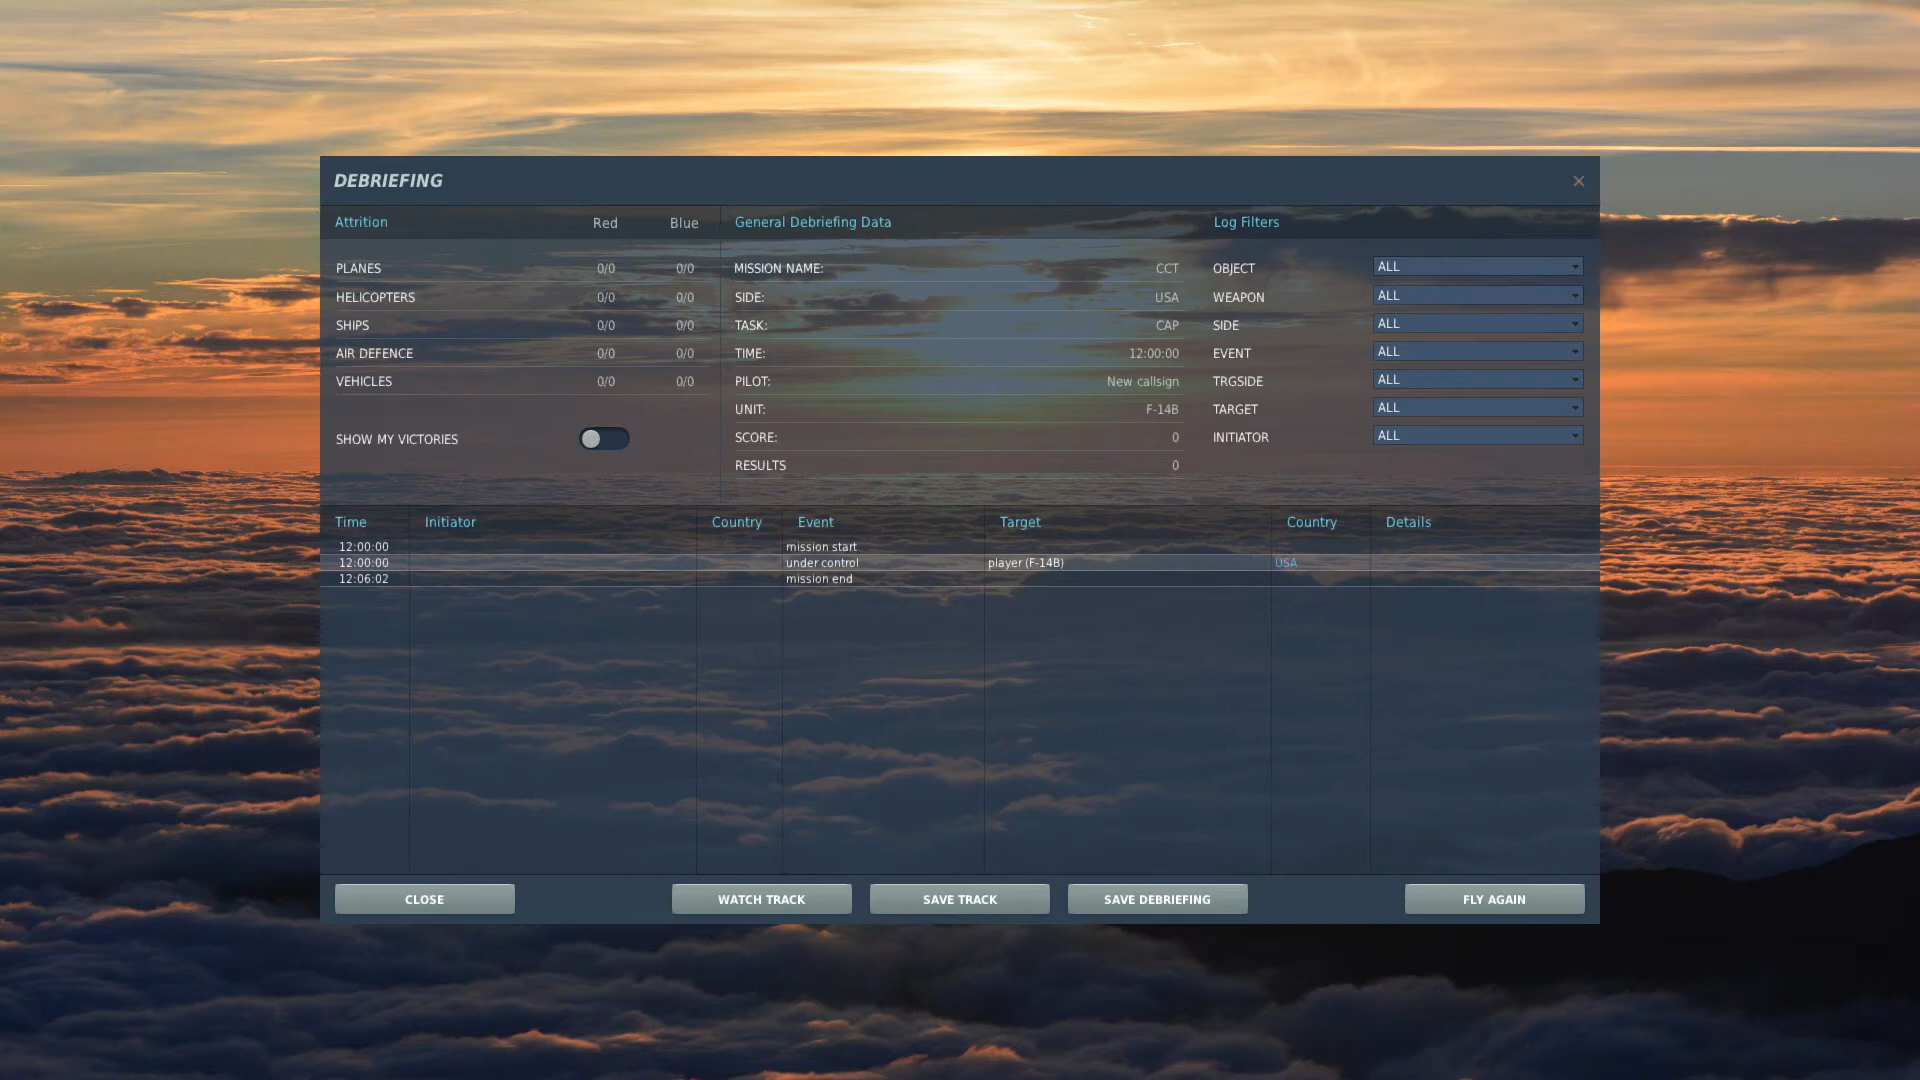 DEBRIEFING
Attrition Red Blue General Debriefing Data Log Filters
PLANES 0/0 0/0 MISSION NAME: CCT OBJECT ALL
HELICOPTERS 0/0 0/0 SIDE: USA WEAPON ALL
SHIPS 0/0 0/0 TASK: CAP SIDE ALL
AIR DEFENCE 0/0 0/0 TIME: 12:00:00 EVENT ALL
VEHICLES 0/0 0/0 PILOT: New callsign TRGSIDE ALL
UNIT: F-14B TARGET ALL
SHOW MY VICTORIES SCORE: 0 INITIATOR ALL
RESULTS 0
Time Initiator Country Event Target Country Details
12:00:00 mission start
12:00:00 under control player (F-14B) USA
12:06:02 mission end
CLOSE WATCH TRACK SAVE TRACK SAVE DEBRIEFING FLY AGAIN